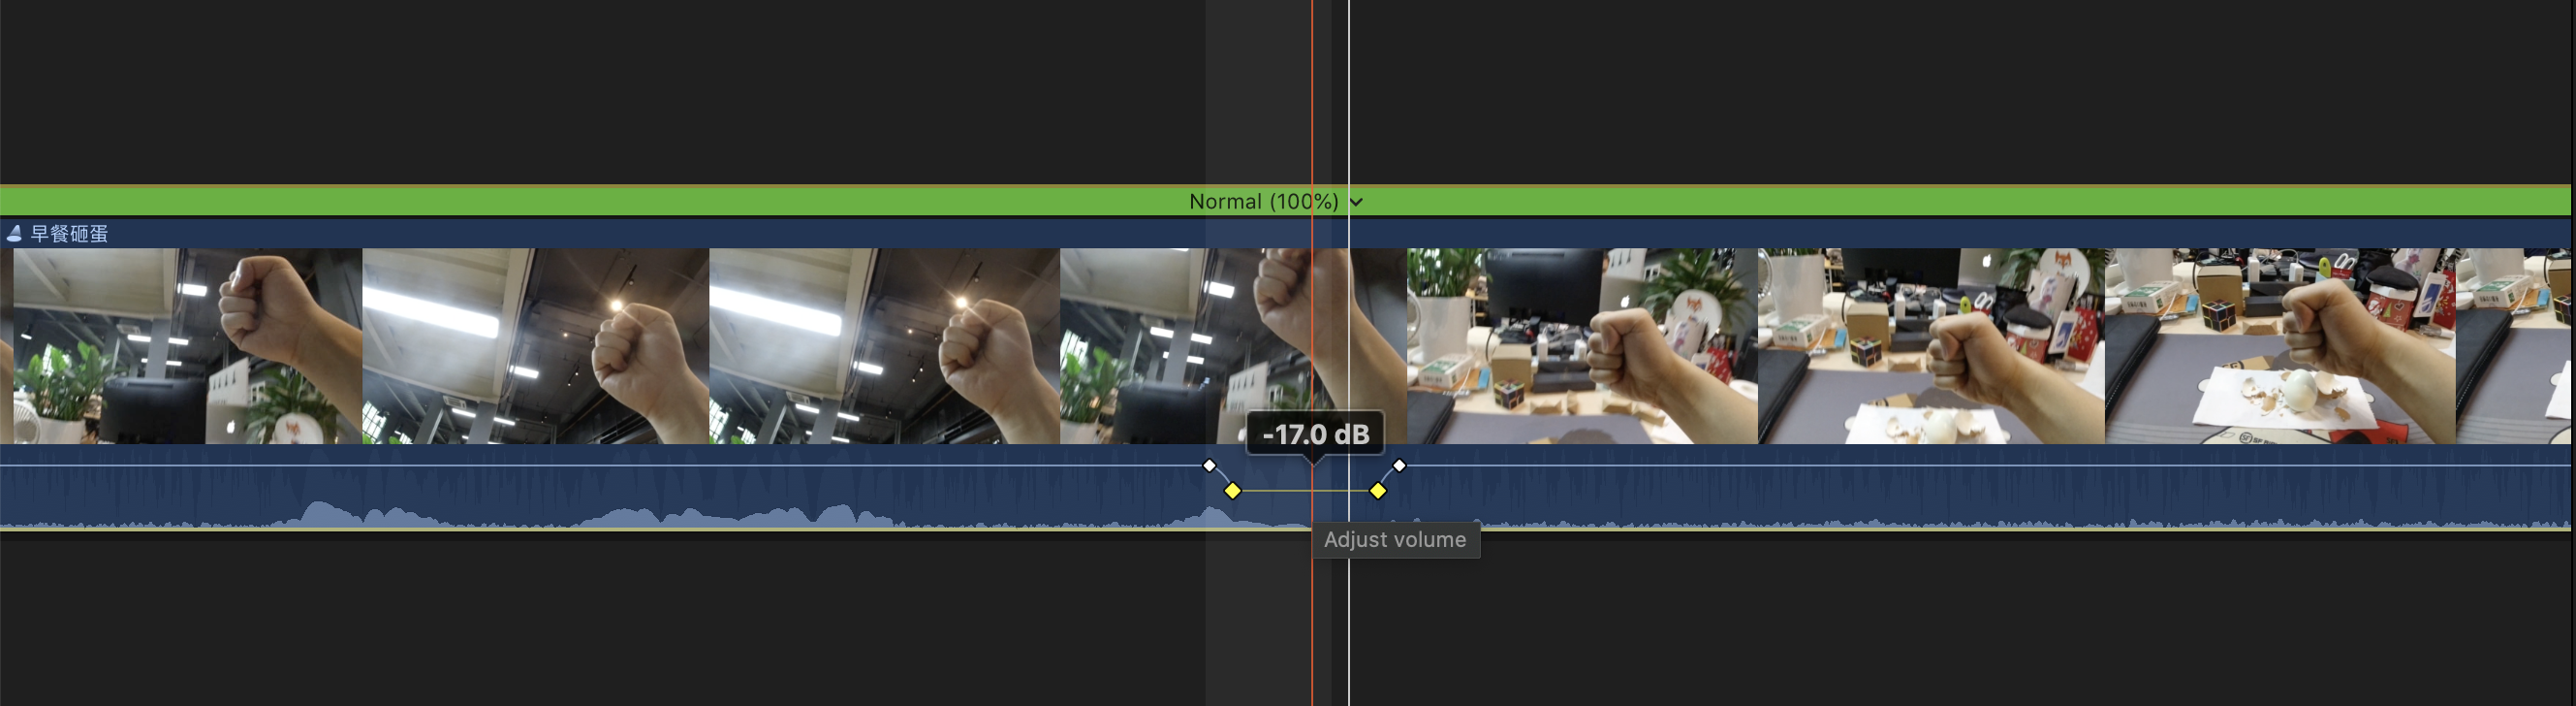 Normal (100%)
早餐砸蛋
-17.0 dB
Adjust volume